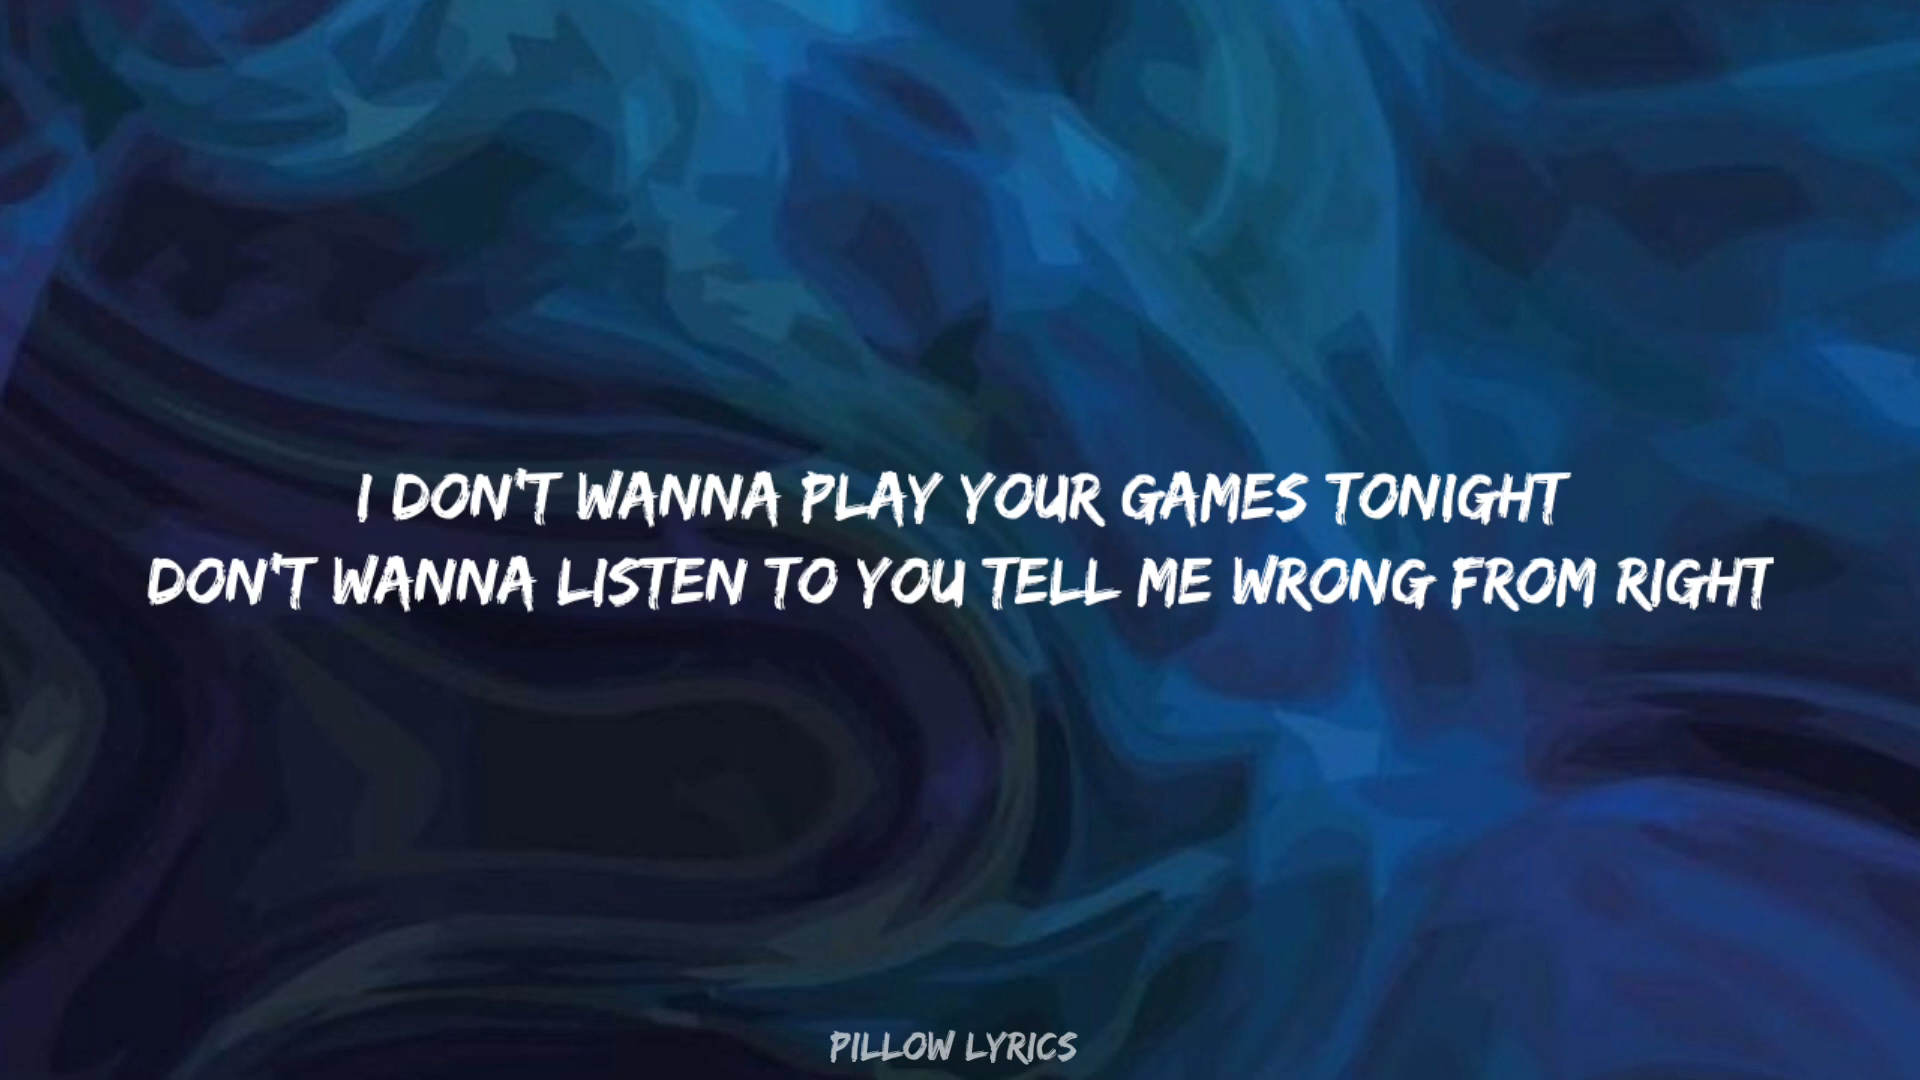 I DON'T WANNA PLAY YOUR GAMES TONIGHT
DON'T WANNA LISTEN TO YOU TELL ME WRONG FROM RIGHT
PILLOW LYRICS